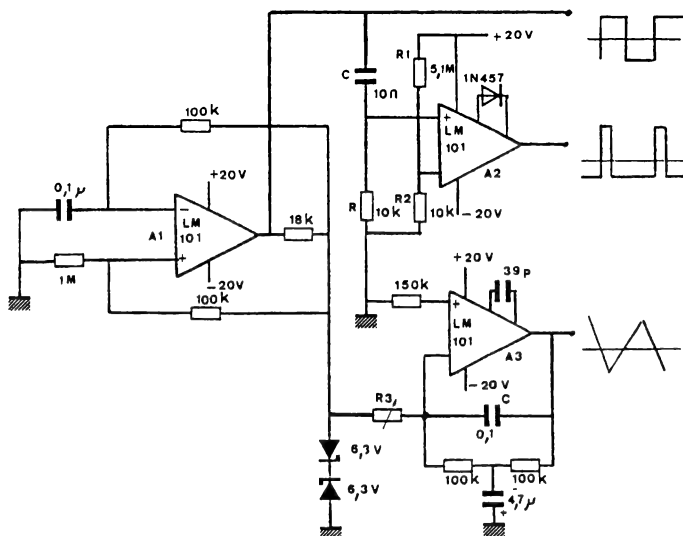 +20V
R1
5,1M
1N457
C
10n
100k
+
LM
101
A2
0,1 µ
+20V
-
LM
A1
101
18k
R
10k
R2
10k
-20V
+
1M
-20V
100k
+20V
39p
150k
+
LM
101
A3
-20V
R3
C
0,1
6,3V
100k
100k
6,3V
4,7µ
+